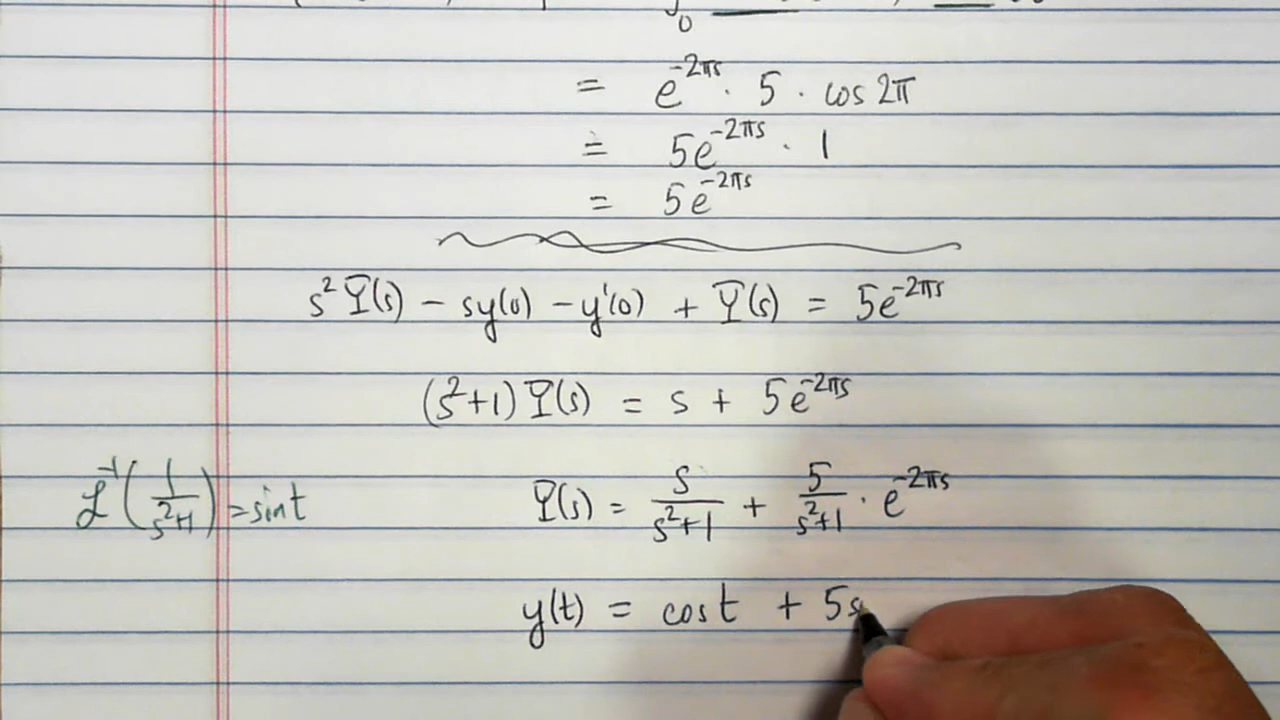 = e^{-2πs} · 5 · cos 2π
= 5e^{-2πs} · 1
= 5e^{-2πs}
s²Y(s) - sy(0) - y'(0) + Y(s) = 5e^{-2πs}
(s²+1)Y(s) = s + 5e^{-2πs}
ℒ⁻¹(1/(s²+1)) = sin t
Y(s) = s/(s²+1) + 5/(s²+1) · e^{-2πs}
y(t) = cos t + 5s